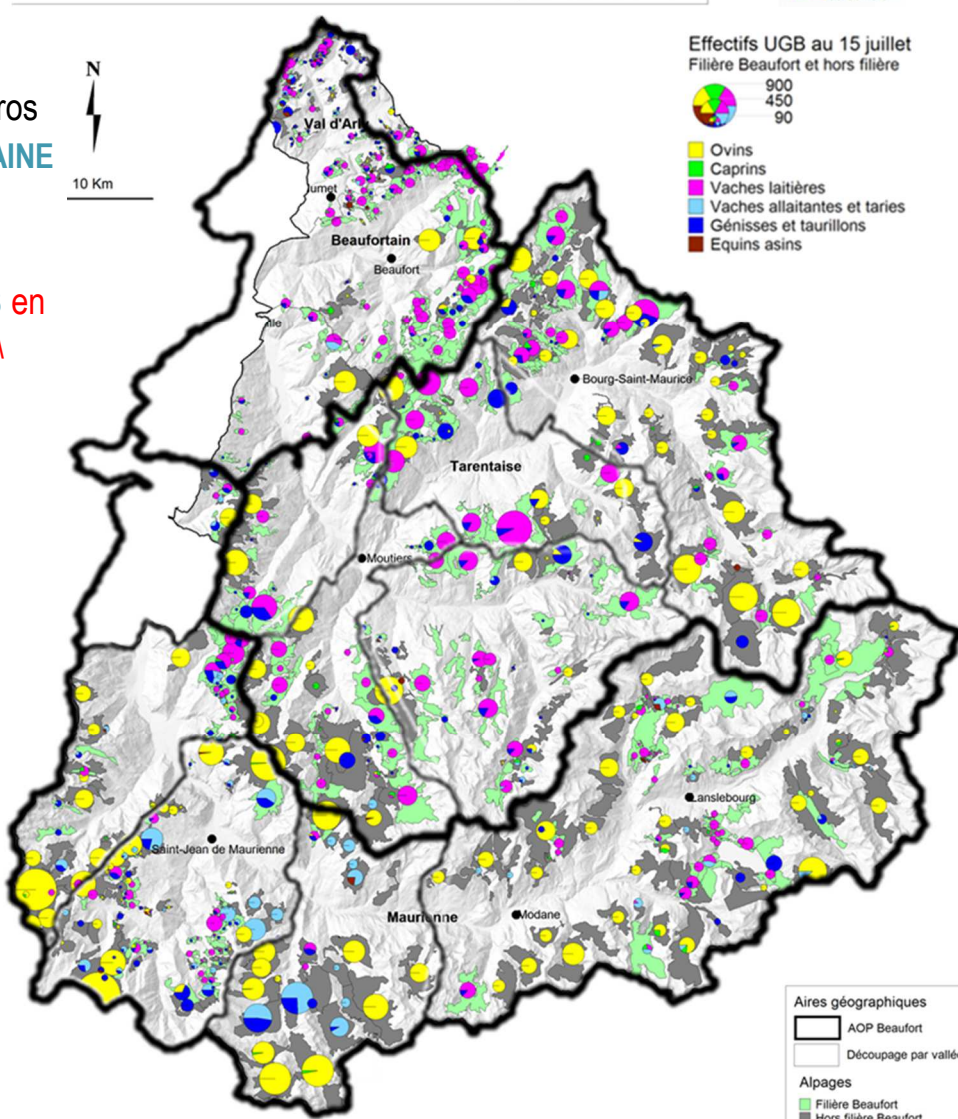 Effectifs UGB au 15 juillet
Filière Beaufort et hors filière
900
450
90
Ovins
Caprins
Vaches laitières
Vaches allaitantes et taries
Génisses et taurillons
Equins asins
N
10 Km
ros
AINE
en
Val d'Arly
umet
Beaufortain
Beaufort
Bourg-Saint-Maurice
Tarentaise
Moutiers
Lanslebourg
Saint-Jean de Maurienne
Maurienne
Modane
Aires géographiques
AOP Beaufort
Découpage par vallée
Alpages
Filière Beaufort
Hors filière Beaufort